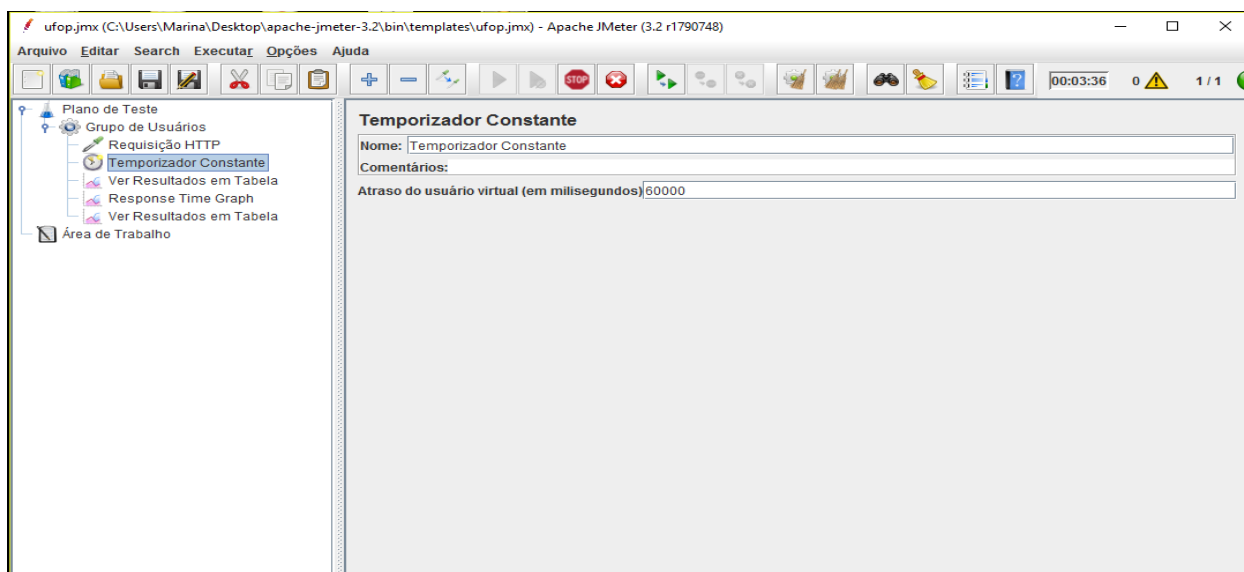 ufop.jmx (C:\Users\Marina\Desktop\apache-jmeter-3.2\bin\templates\ufop.jmx) - Apache JMeter (3.2 r1790748)
Arquivo Editar Search Executar Opções Ajuda
STOP ? 00:03:36 0 1 / 1
Plano de Teste
Grupo de Usuários
Requisição HTTP
Temporizador Constante
Ver Resultados em Tabela
Response Time Graph
Ver Resultados em Tabela
Área de Trabalho
Temporizador Constante
Nome: Temporizador Constante
Comentários:
Atraso do usuário virtual (em milisegundos) 60000